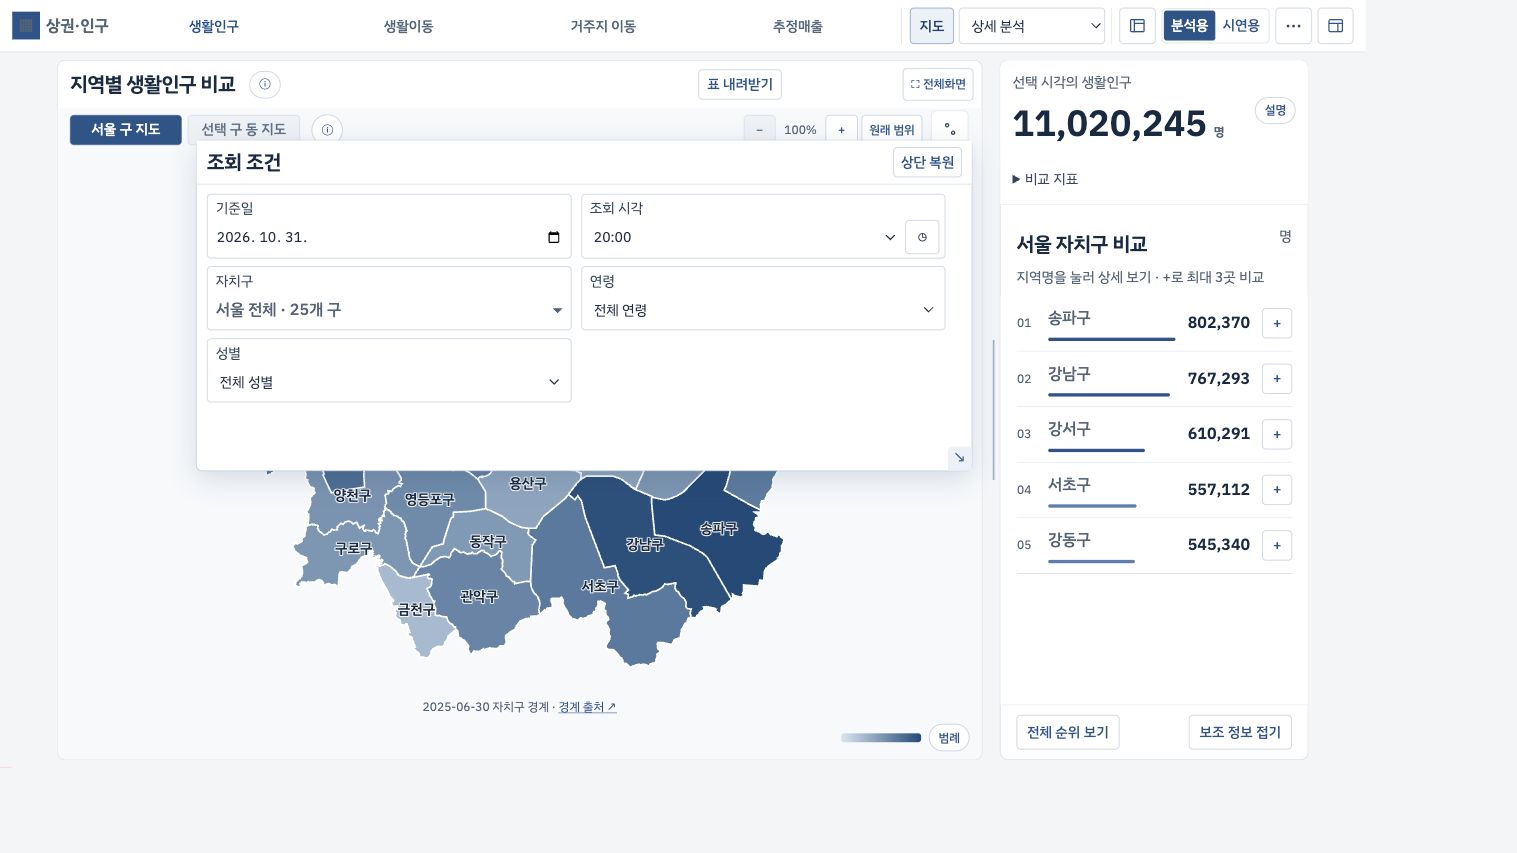 상권·인구
생활인구
생활이동
거주지 이동
추정매출
지도
상세 분석
분석용
시연용
지역별 생활인구 비교
표 내려받기
전체화면
서울 구 지도
선택 구 동 지도
−
100%
+
원래 범위
조회 조건
상단 복원
기준일
2026. 10. 31.
조회 시각
20:00
자치구
서울 전체 · 25개 구
연령
전체 연령
성별
전체 성별
양천구
영등포구
용산구
구로구
동작구
강남구
송파구
금천구
관악구
서초구
2025-06-30 자치구 경계 · 경계 출처 ↗
범례
선택 시각의 생활인구
11,020,245 명
설명
▶ 비교 지표
서울 자치구 비교
명
지역명을 눌러 상세 보기 · +로 최대 3곳 비교
01 송파구 802,370 +
02 강남구 767,293 +
03 강서구 610,291 +
04 서초구 557,112 +
05 강동구 545,340 +
전체 순위 보기
보조 정보 접기